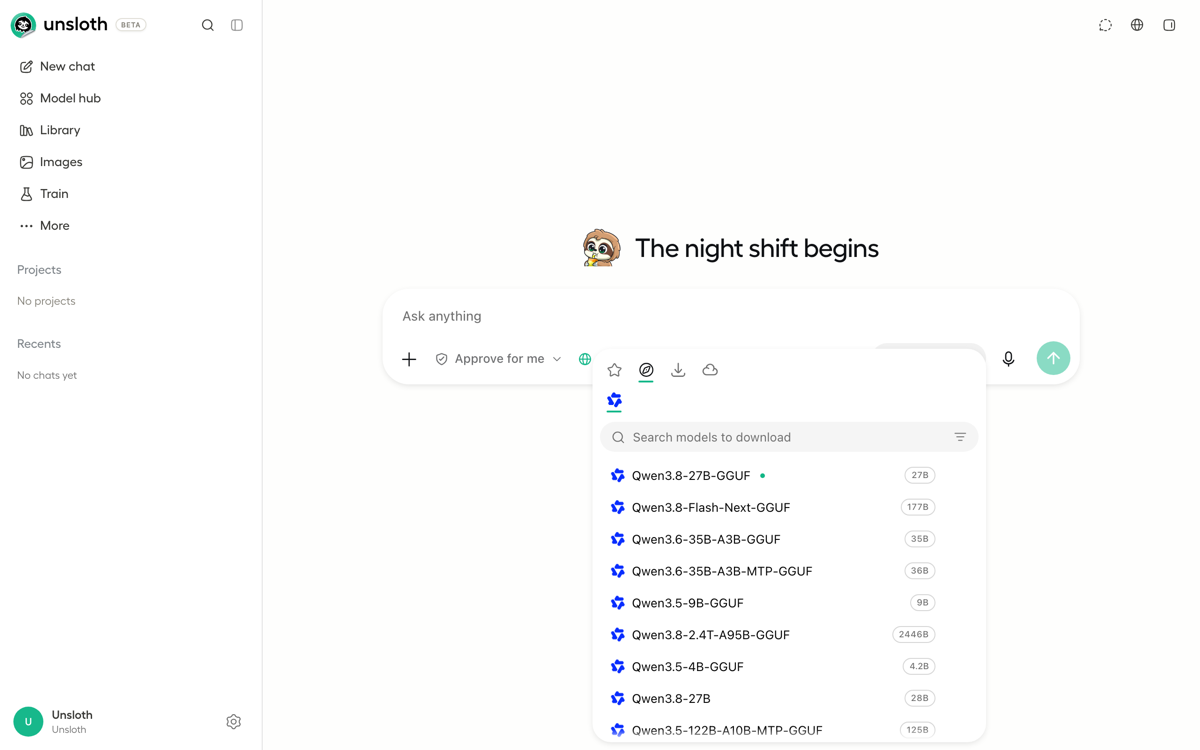 unsloth BETA
New chat
Model hub
Library
Images
Train
More
Projects
No projects
Recents
No chats yet
U
Unsloth
Unsloth
The night shift begins
Ask anything
Approve for me
Search models to download
Qwen3.8-27B-GGUF 27B
Qwen3.8-Flash-Next-GGUF 177B
Qwen3.6-35B-A3B-GGUF 35B
Qwen3.6-35B-A3B-MTP-GGUF 36B
Qwen3.5-9B-GGUF 9B
Qwen3.8-2.4T-A95B-GGUF 2446B
Qwen3.5-4B-GGUF 4.2B
Qwen3.8-27B 28B
Qwen3.5-122B-A10B-MTP-GGUF 125B